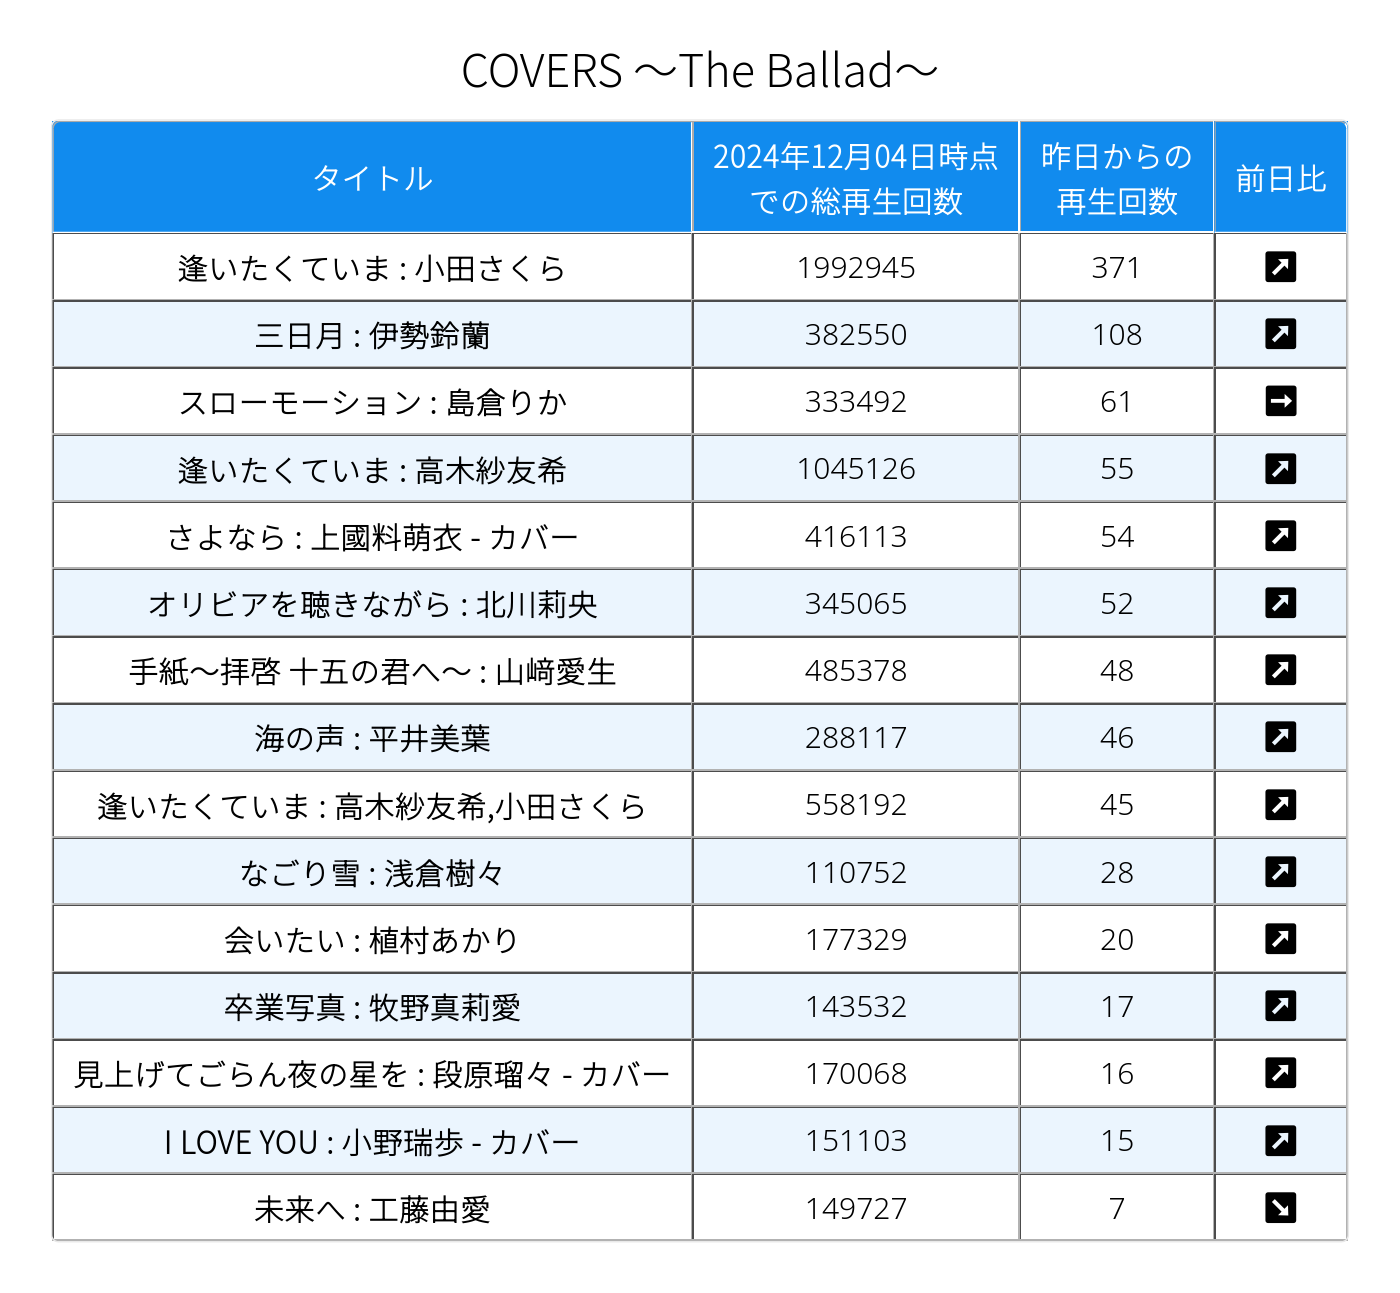 COVERS ～The Ballad～
タイトル 2024年12月04日時点での総再生回数 昨日からの再生回数 前日比
逢いたくていま : 小田さくら 1992945 371 ↗
三日月 : 伊勢鈴蘭 382550 108 ↗
スローモーション : 島倉りか 333492 61 →
逢いたくていま : 高木紗友希 1045126 55 ↗
さよなら : 上國料萌衣 - カバー 416113 54 ↗
オリビアを聴きながら : 北川莉央 345065 52 ↗
手紙～拝啓 十五の君へ～ : 山﨑愛生 485378 48 ↗
海の声 : 平井美葉 288117 46 ↗
逢いたくていま : 高木紗友希,小田さくら 558192 45 ↗
なごり雪 : 浅倉樹々 110752 28 ↗
会いたい : 植村あかり 177329 20 ↗
卒業写真 : 牧野真莉愛 143532 17 ↗
見上げてごらん夜の星を : 段原瑠々 - カバー 170068 16 ↗
I LOVE YOU : 小野瑞歩 - カバー 151103 15 ↗
未来へ : 工藤由愛 149727 7 ↘